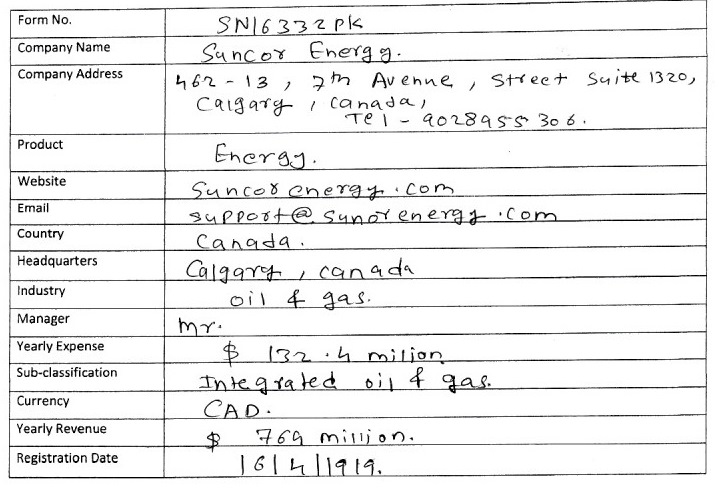 Form No. SN16332PK
Company Name Suncor Energy.
Company Address 462-13, 7th Avenue, Street Suite 1320,
Calgary, Canada,
Tel - 9028955306.
Product Energy.
Website Suncorenergy.com
Email support@sunorenergy.com
Country Canada.
Headquarters Calgary, Canada
Industry oil & gas.
Manager Mr.
Yearly Expense $ 132.4 milion
Sub-classification Integrated oil & gas.
Currency CAD.
Yearly Revenue $ 769 million.
Registration Date 16/4/1919.